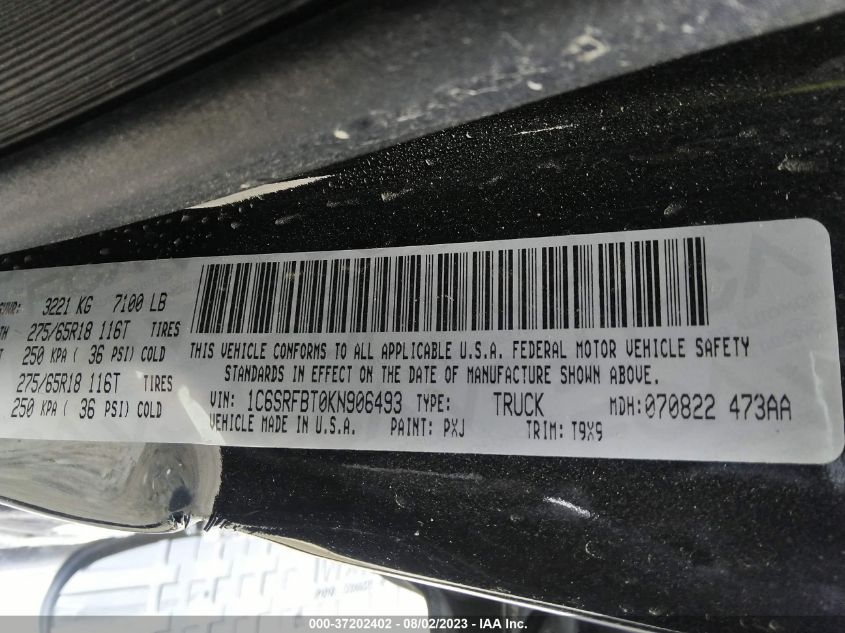 GVWR: 3221 KG 7100 LB
TH 275/65R18 116T TIRES
T 250 KPA ( 36 PSI) COLD
275/65R18 116T TIRES
250 KPA ( 36 PSI) COLD
THIS VEHICLE CONFORMS TO ALL APPLICABLE U.S.A. FEDERAL MOTOR VEHICLE SAFETY
STANDARDS IN EFFECT ON THE DATE OF MANUFACTURE SHOWN ABOVE.
VIN: 1C6SRFBT0KN906493 TYPE: TRUCK MDH:070822 473AA
VEHICLE MADE IN U.S.A. PAINT: PXJ TRIM: T9X9
000-37202402 - 08/02/2023 - IAA Inc.